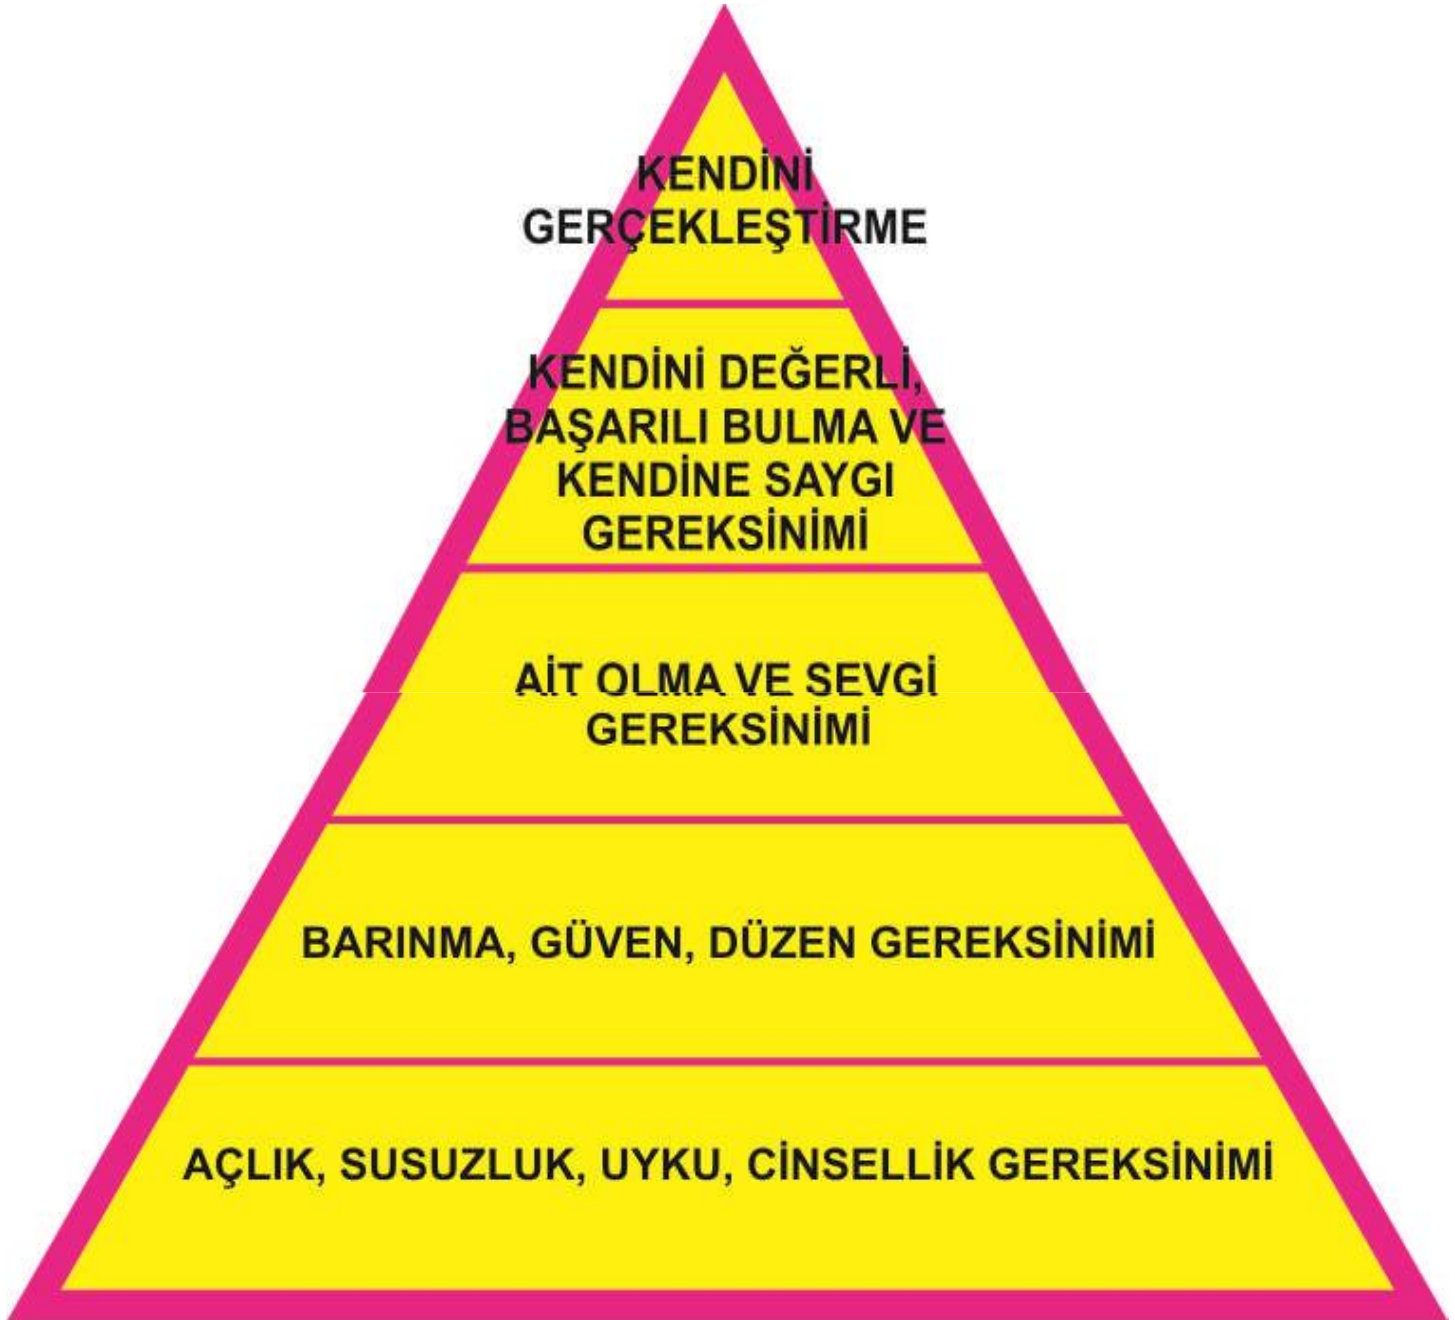 KENDİNİ
GERÇEKLEŞTİRME
KENDİNİ DEĞERLİ,
BAŞARILI BULMA VE
KENDİNE SAYGI
GEREKSİNİMİ
AİT OLMA VE SEVGİ
GEREKSİNİMİ
BARINMA, GÜVEN, DÜZEN GEREKSİNİMİ
AÇLIK, SUSUZLUK, UYKU, CİNSELLİK GEREKSİNİMİ